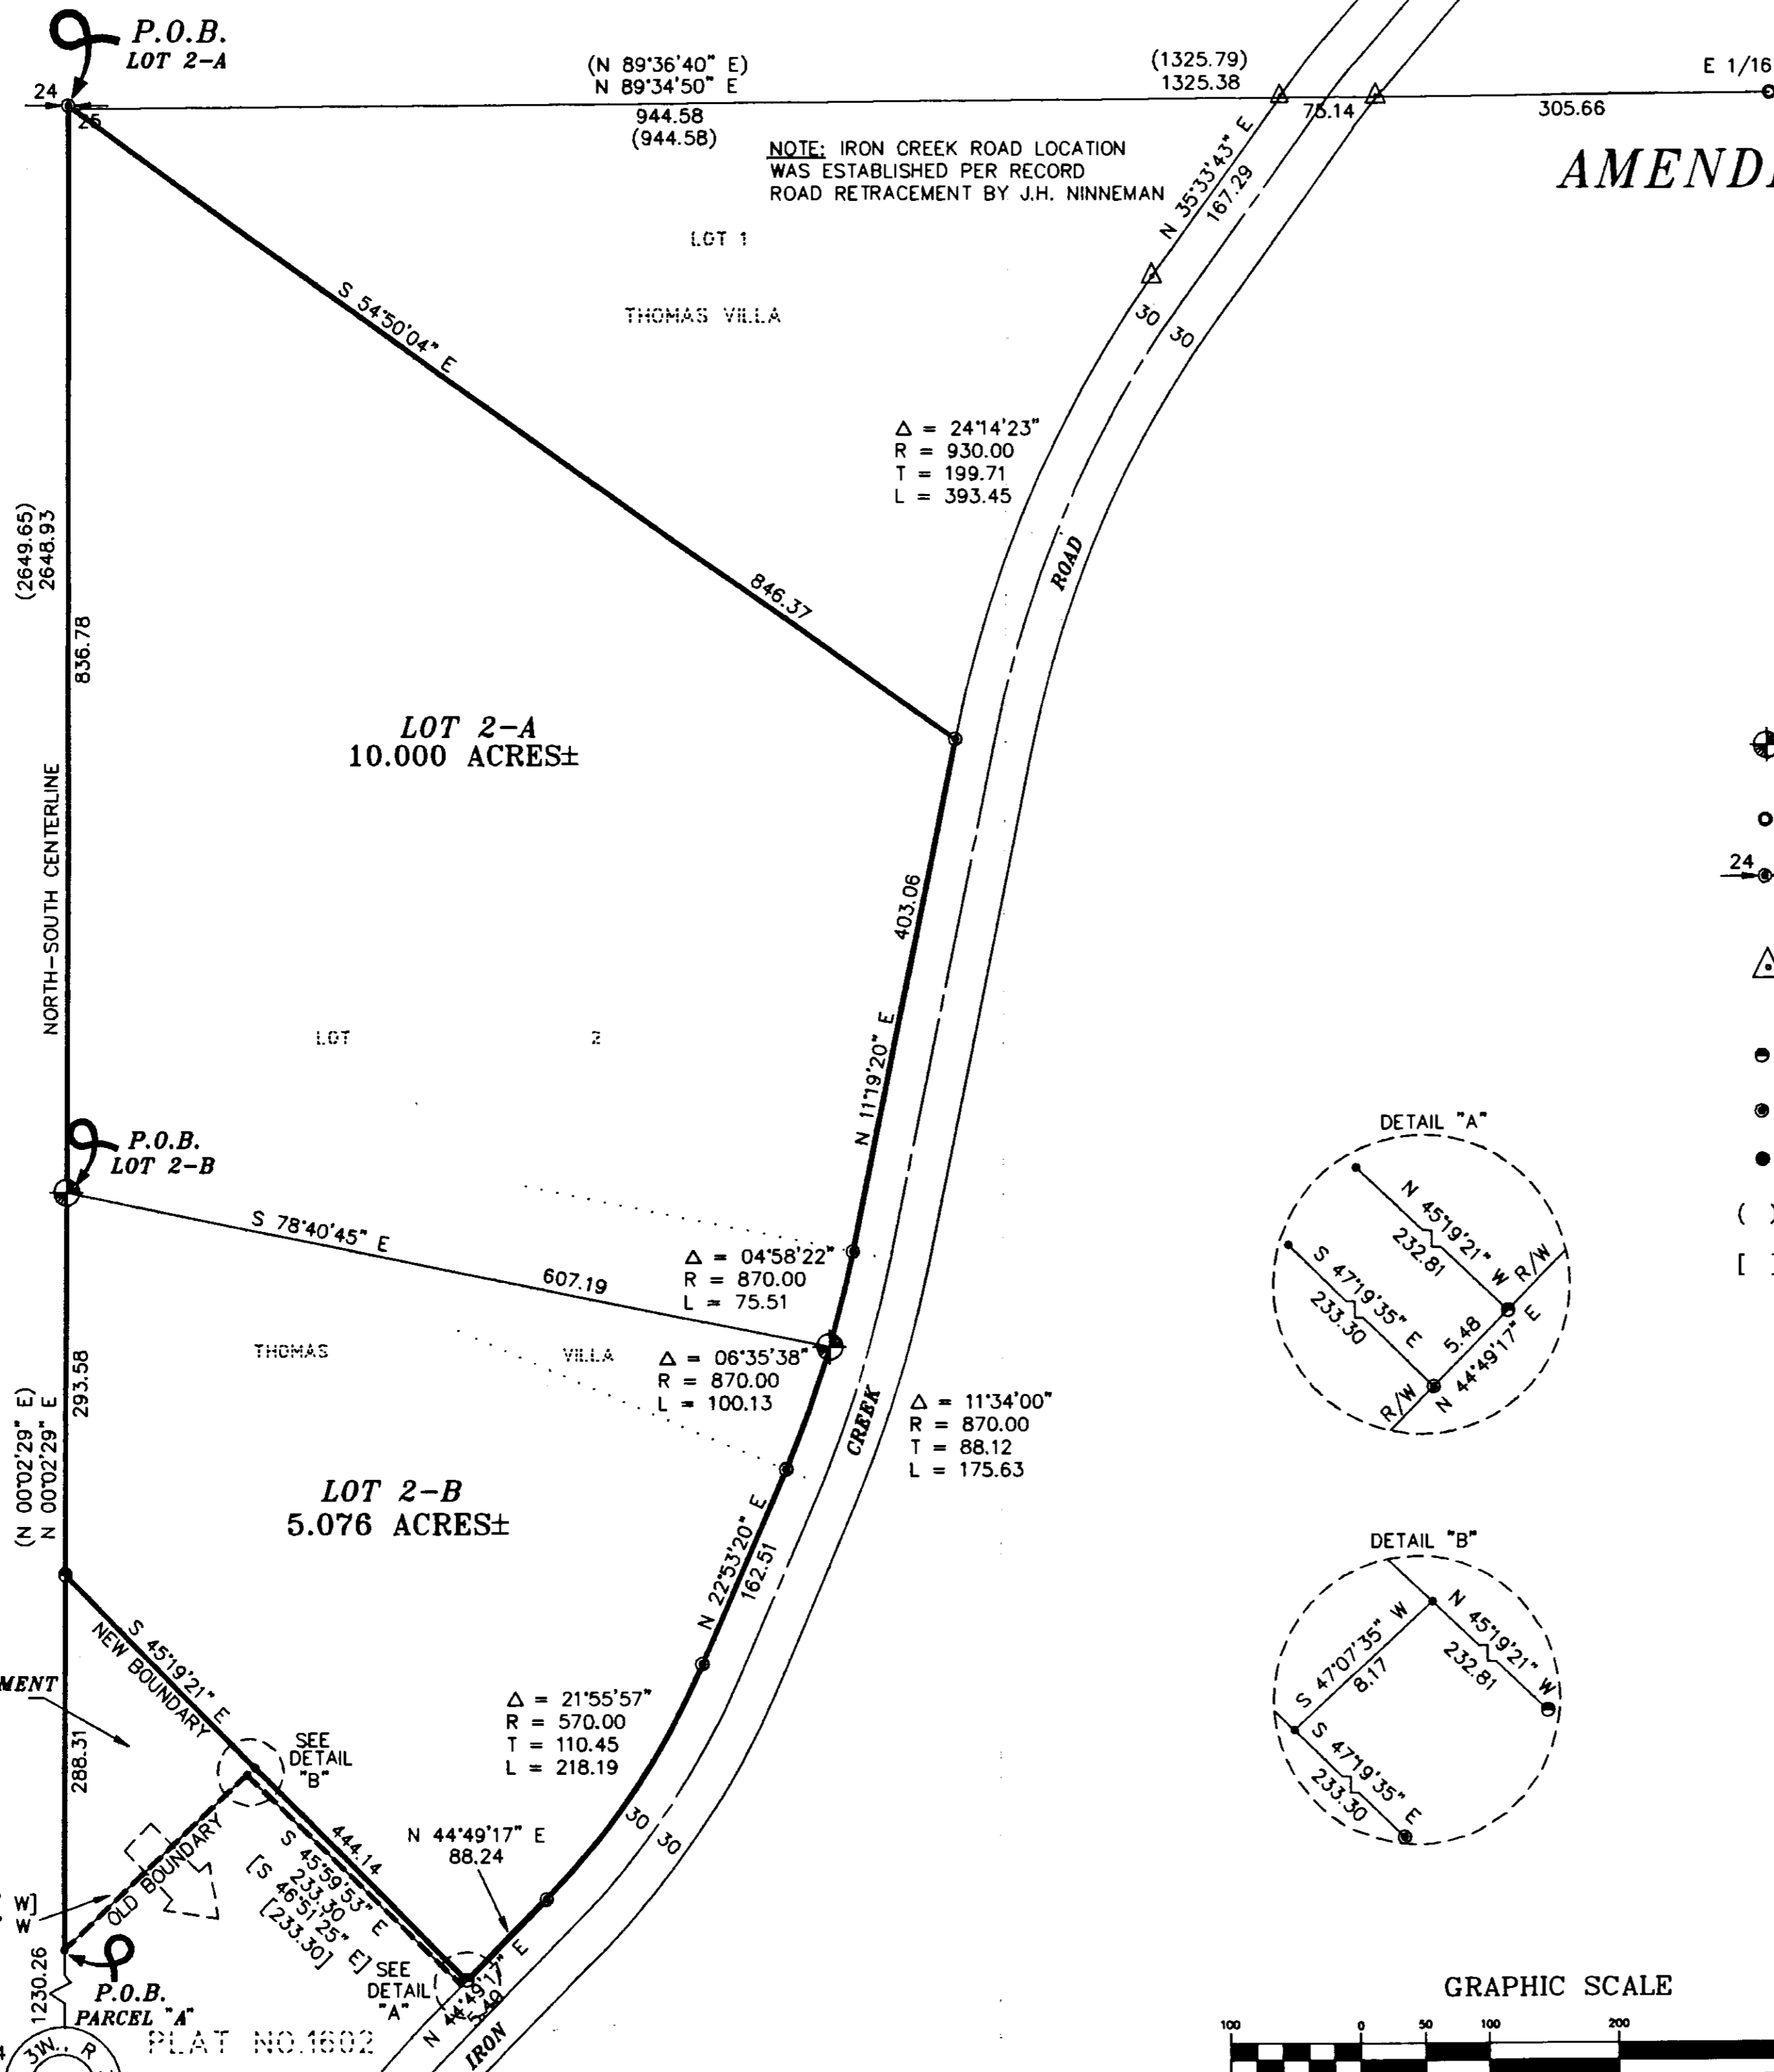 P.O.B.
LOT 2-A
24
25
(N 89°36'40" E)
N 89°34'50" E
944.58
(944.58)
(1325.79)
1325.38
75.14
305.66
E 1/16
NOTE: IRON CREEK ROAD LOCATION
WAS ESTABLISHED PER RECORD
ROAD RETRACEMENT BY J.H. NINNEMAN
N 35°33'43" E
167.29
LOT 1
THOMAS VILLA
30
30
S 54°50'04" E
846.37
Δ = 24°14'23"
R = 930.00
T = 199.71
L = 393.45
ROAD
(2649.65)
2648.93
836.78
NORTH-SOUTH CENTERLINE
LOT 2-A
10.000 ACRES±
403.06
N 11°19'20" E
24
LOT 2
P.O.B.
LOT 2-B
S 78°40'45" E
607.19
Δ = 04°58'22"
R = 870.00
L = 75.51
THOMAS VILLA
Δ = 06°35'38"
R = 870.00
L = 100.13
CREEK
Δ = 11°34'00"
R = 870.00
T = 88.12
L = 175.63
(N 00°02'29" E)
N 00°02'29" E
293.58
LOT 2-B
5.076 ACRES±
N 22°53'20" E
162.51
DETAIL "A"
N 45°19'21" W
232.81
R/W
S 47°19'35" E
233.30
5.48
N 44°49'17" E
R/W
( )
[
DETAIL "B"
N 45°19'21" W
232.81
S 47°07'35" W
8.17
S 47°19'35" E
233.30
S 45°19'21" E
NEW BOUNDARY
288.31
SEE
DETAIL
"B"
Δ = 21°55'57"
R = 570.00
T = 110.45
L = 218.19
444.14
OLD BOUNDARY
S 45°59'53" E
233.30
[S 46°51'25" E]
[233.30]
N 44°49'17" E
88.24
30
30
W]
W
1230.26
P.O.B.
PARCEL "A"
SEE
DETAIL
"A"
IRON
PLAT NO.1602
3W., R
GRAPHIC SCALE
100 0 50 100 200